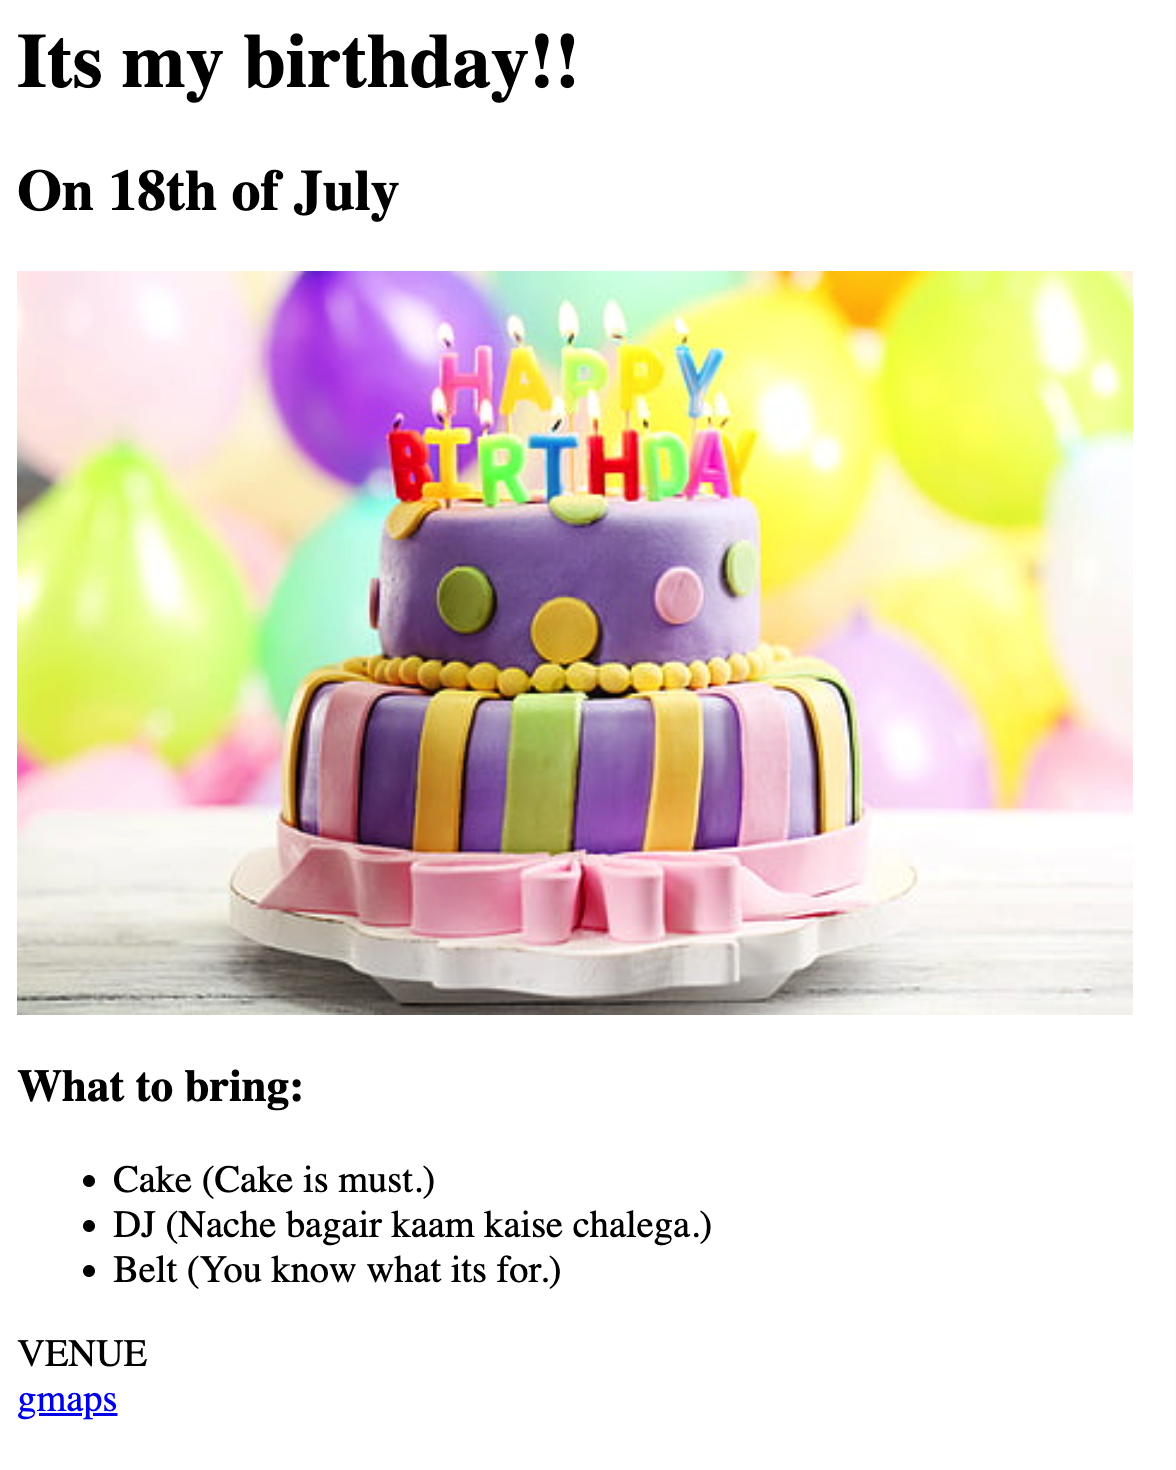 Its my birthday!!
On 18th of July
HAPPY
BIRTHDAY
What to bring:
Cake (Cake is must.)
DJ (Nache bagair kaam kaise chalega.)
Belt (You know what its for.)
VENUE
gmaps